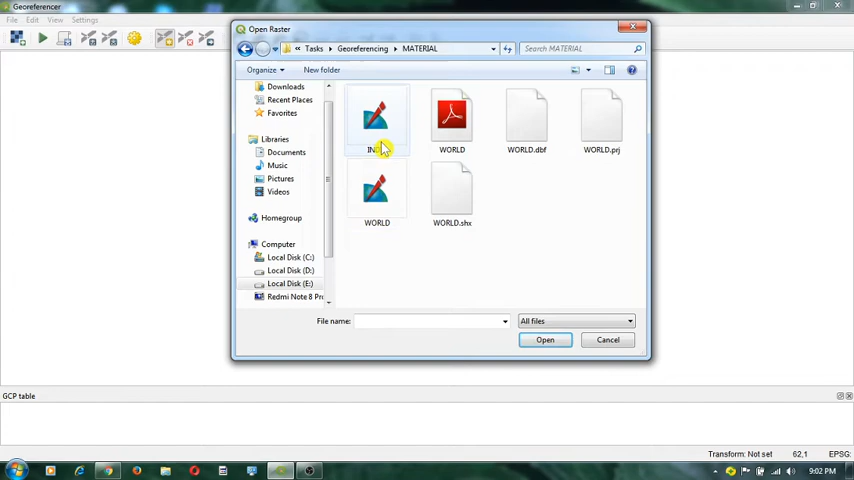 Georeferencer
File Edit View Settings
Open Raster
« Tasks Georeferencing MATERIAL
Search MATERIAL
Organize New folder
Downloads
Recent Places
Favorites
Libraries
Documents
Music
Pictures
Videos
Homegroup
Computer
Local Disk (C:)
Local Disk (D:)
Local Disk (E:)
Redmi Note 8 Pro
WORLD WORLD.dbf WORLD.prj
WORLD WORLD.shx
File name: All files
Open Cancel
GCP table
Transform: Not set 62,1 EPSG:
9:02 PM